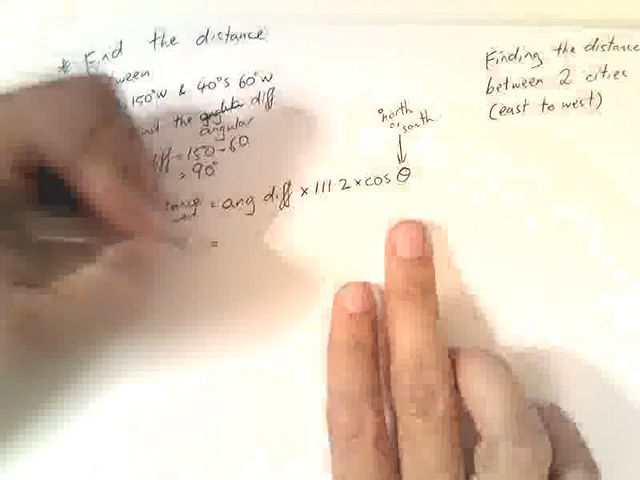 * Find the distance
150°W & 40°S 60°W
the angular diff
= 150 - 60
= 90°
= ang diff × 111.2 × cos θ
=
north
or south
Finding the distance
between 2 cities
(east to west)